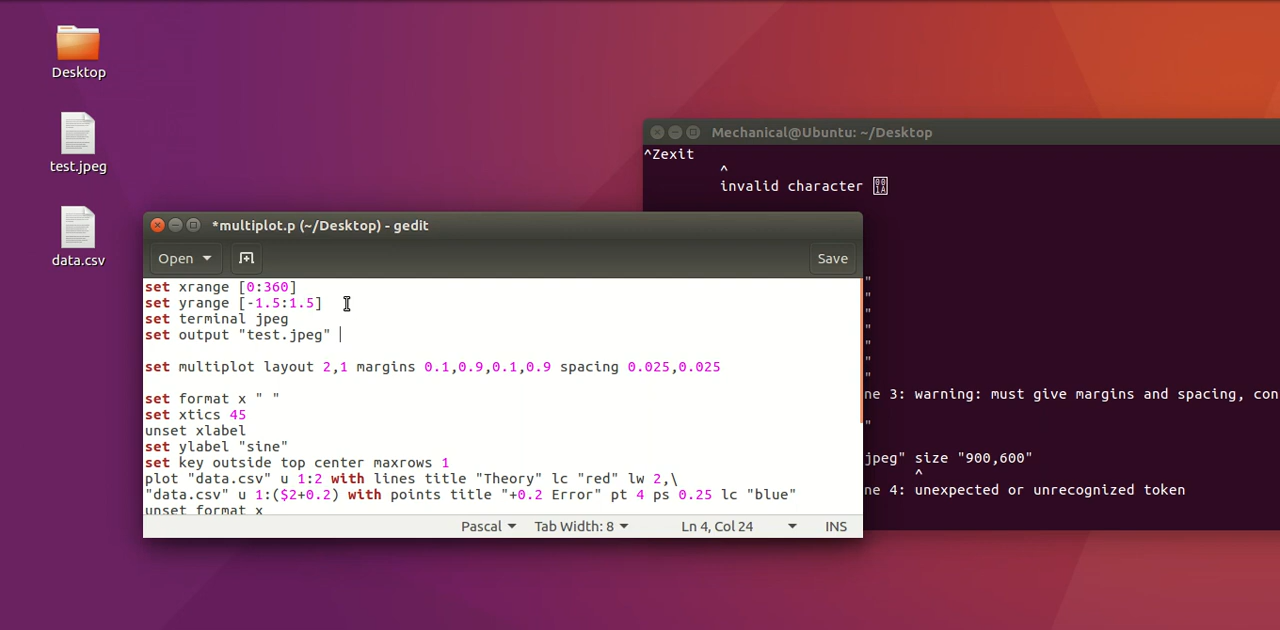 Desktop
test.jpeg
data.csv
Mechanical@Ubuntu: ~/Desktop
^Zexit
^
invalid character
"
"
"
"
"
"
"
ne 3: warning: must give margins and spacing, con
"
jpeg" size "900,600"
^
ne 4: unexpected or unrecognized token
*multiplot.p (~/Desktop) - gedit
Open
Save
set xrange [0:360]
set yrange [-1.5:1.5]
set terminal jpeg
set output "test.jpeg"
set multiplot layout 2,1 margins 0.1,0.9,0.1,0.9 spacing 0.025,0.025
set format x " "
set xtics 45
unset xlabel
set ylabel "sine"
set key outside top center maxrows 1
plot "data.csv" u 1:2 with lines title "Theory" lc "red" lw 2,\
"data.csv" u 1:($2+0.2) with points title "+0.2 Error" pt 4 ps 0.25 lc "blue"
unset format x
Pascal Tab Width: 8 Ln 4, Col 24 INS